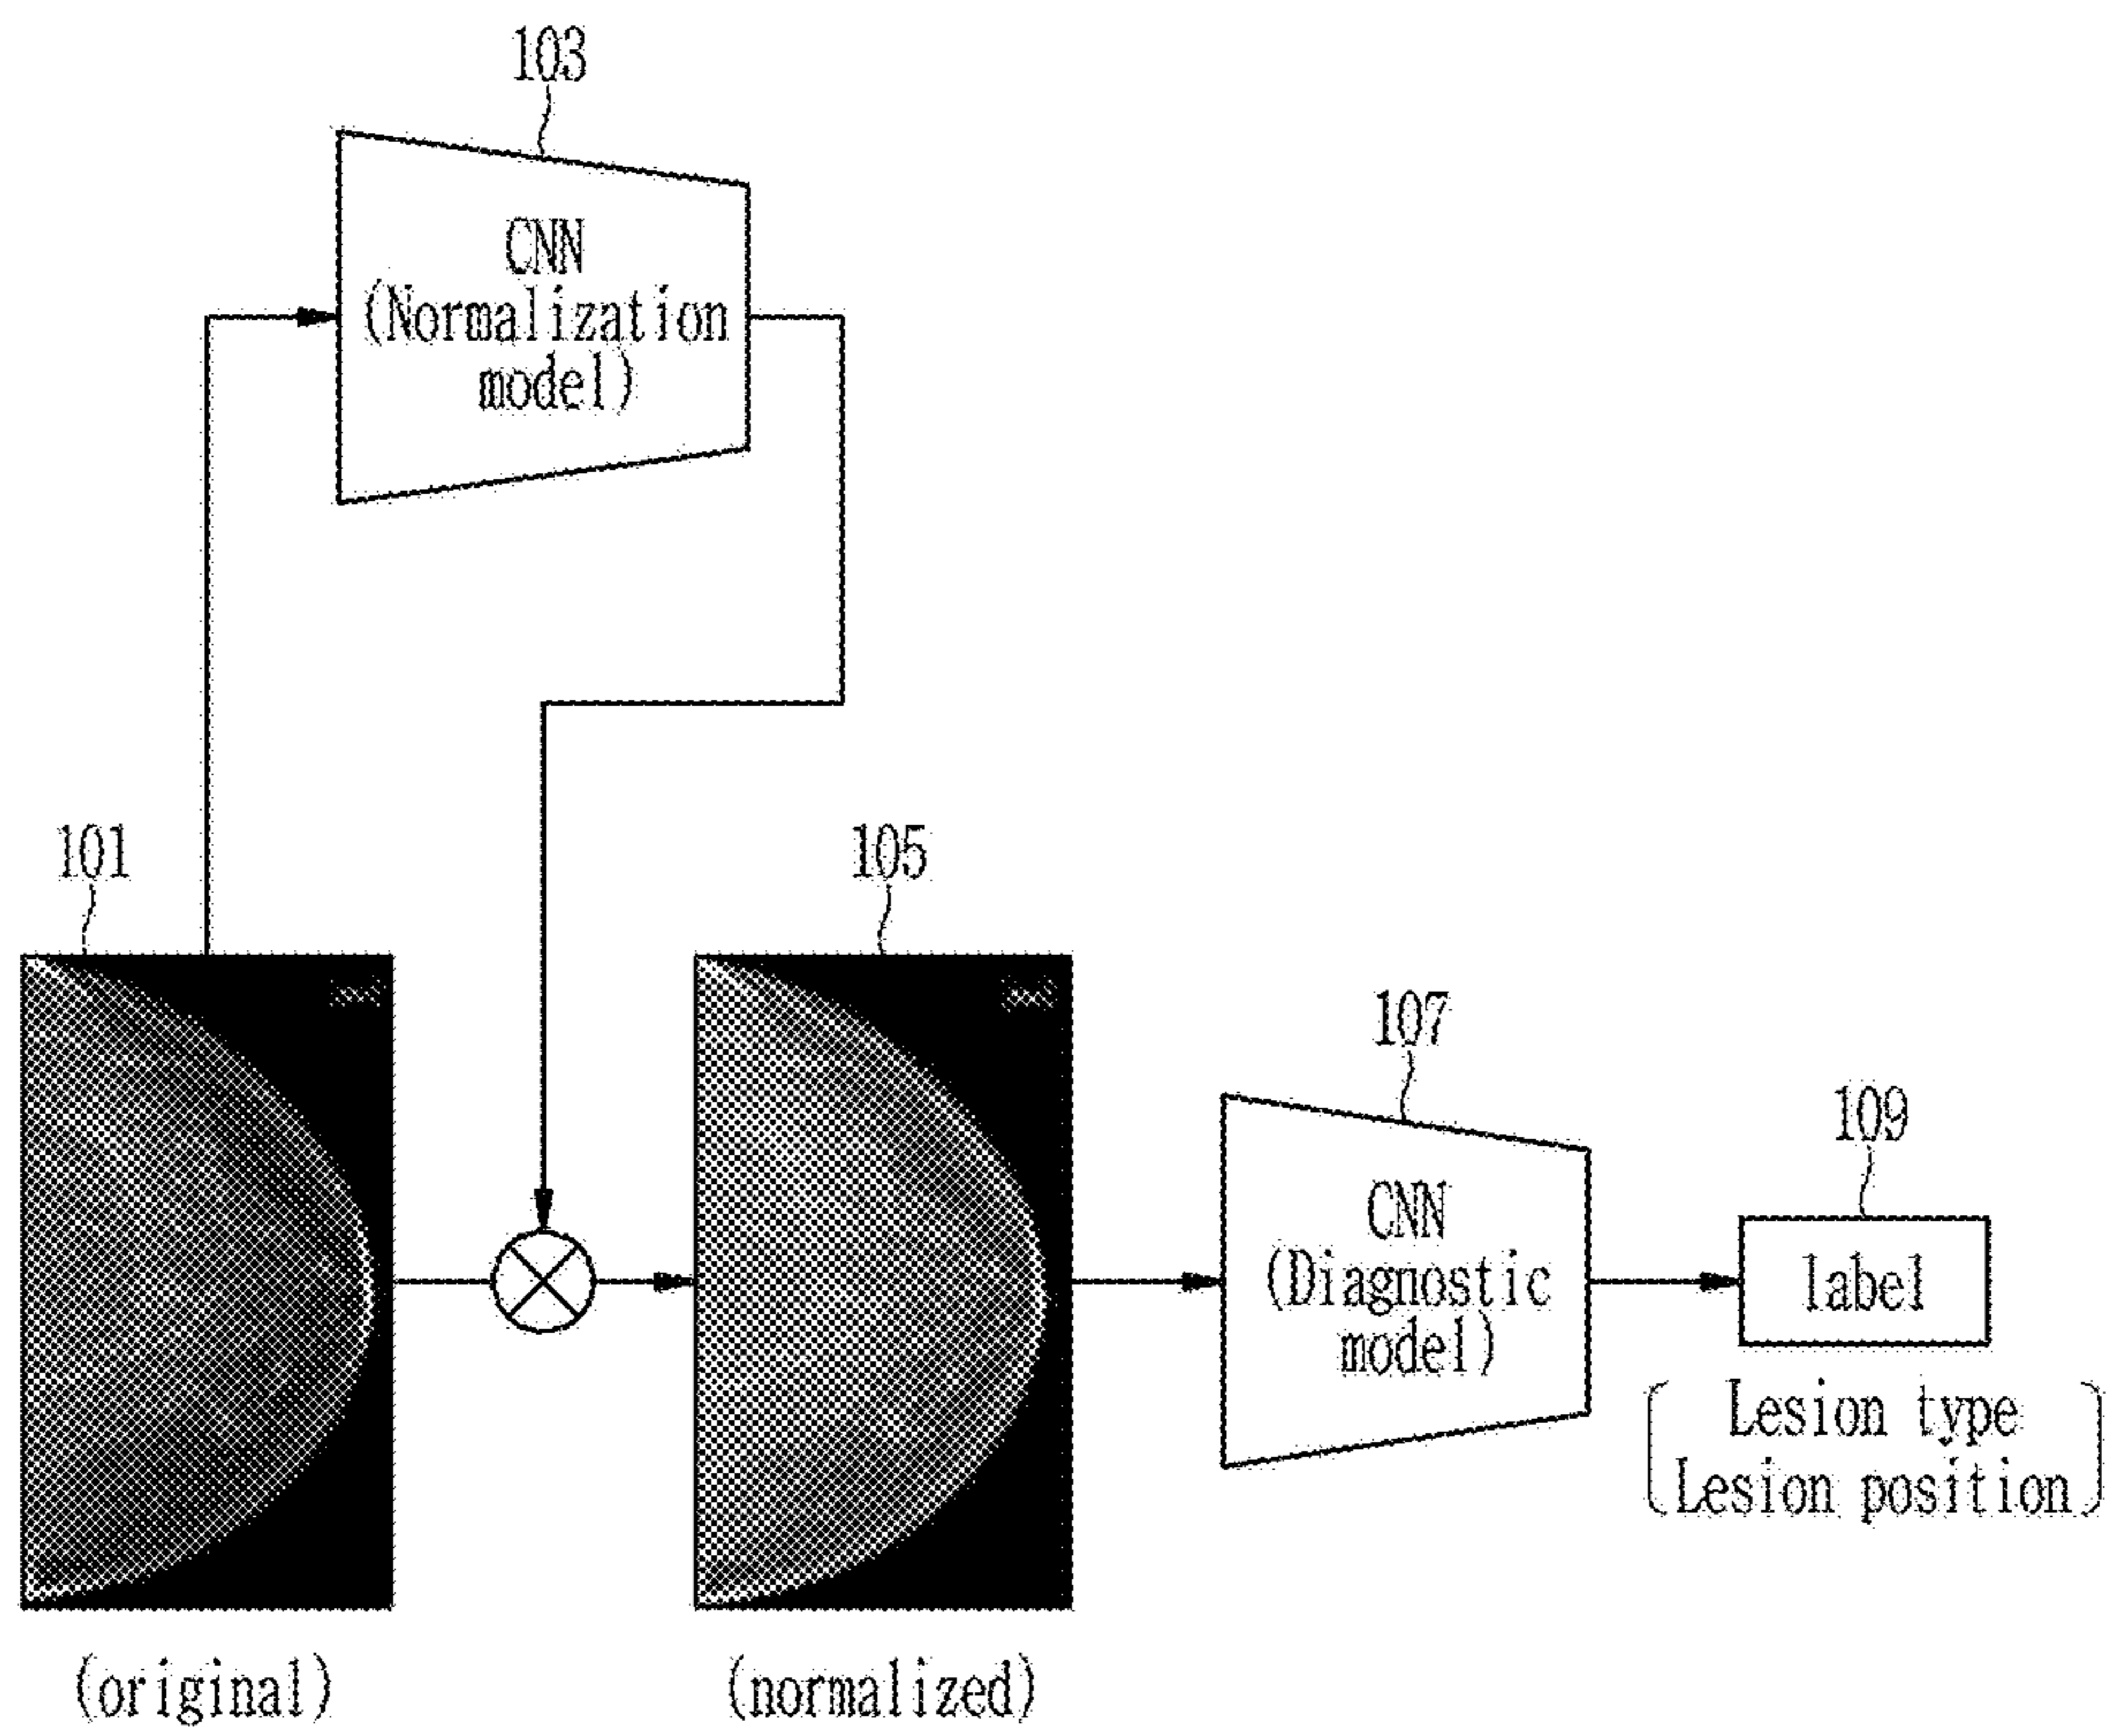 103
CNN
(Normalization
model)
101
105
107
109
CNN
(Diagnostic
model)
label
Lesion type
Lesion position
(original)
(normalized)